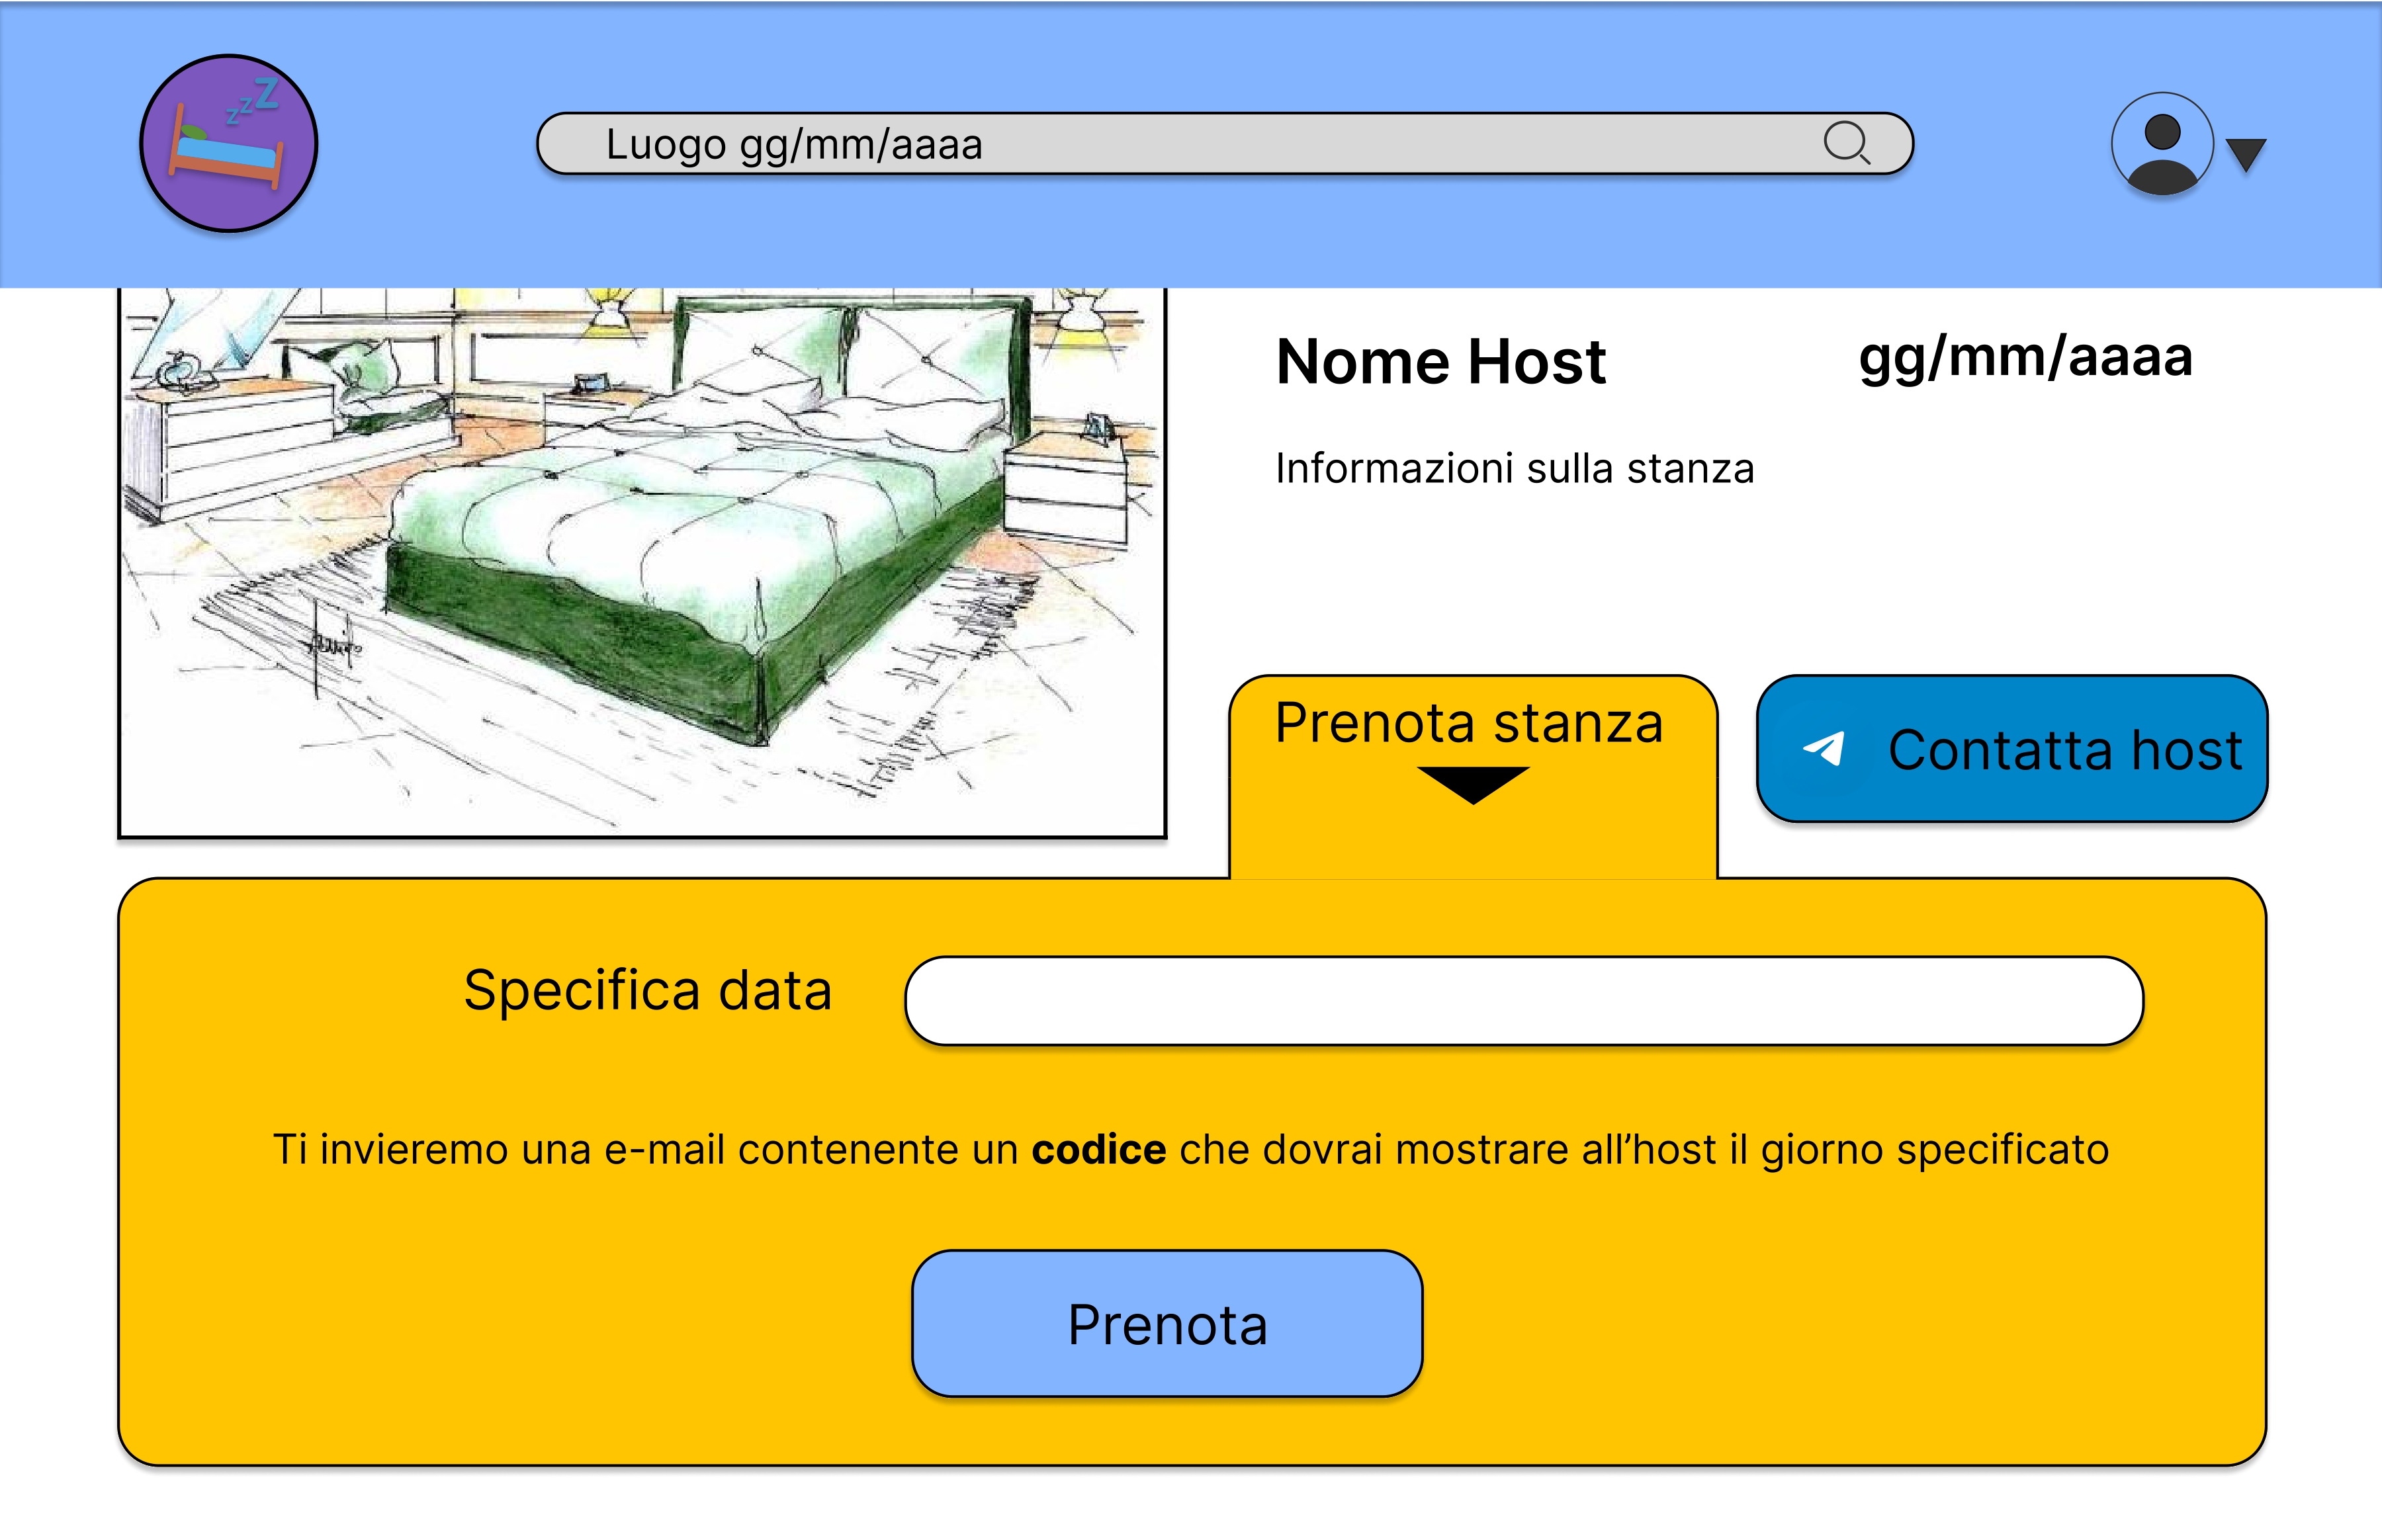 zzZ
Luogo gg/mm/aaaa
Nome Host
gg/mm/aaaa
Informazioni sulla stanza
Prenota stanza
Contatta host
Specifica data
Ti invieremo una e-mail contenente un codice che dovrai mostrare all’host il giorno specificato
Prenota